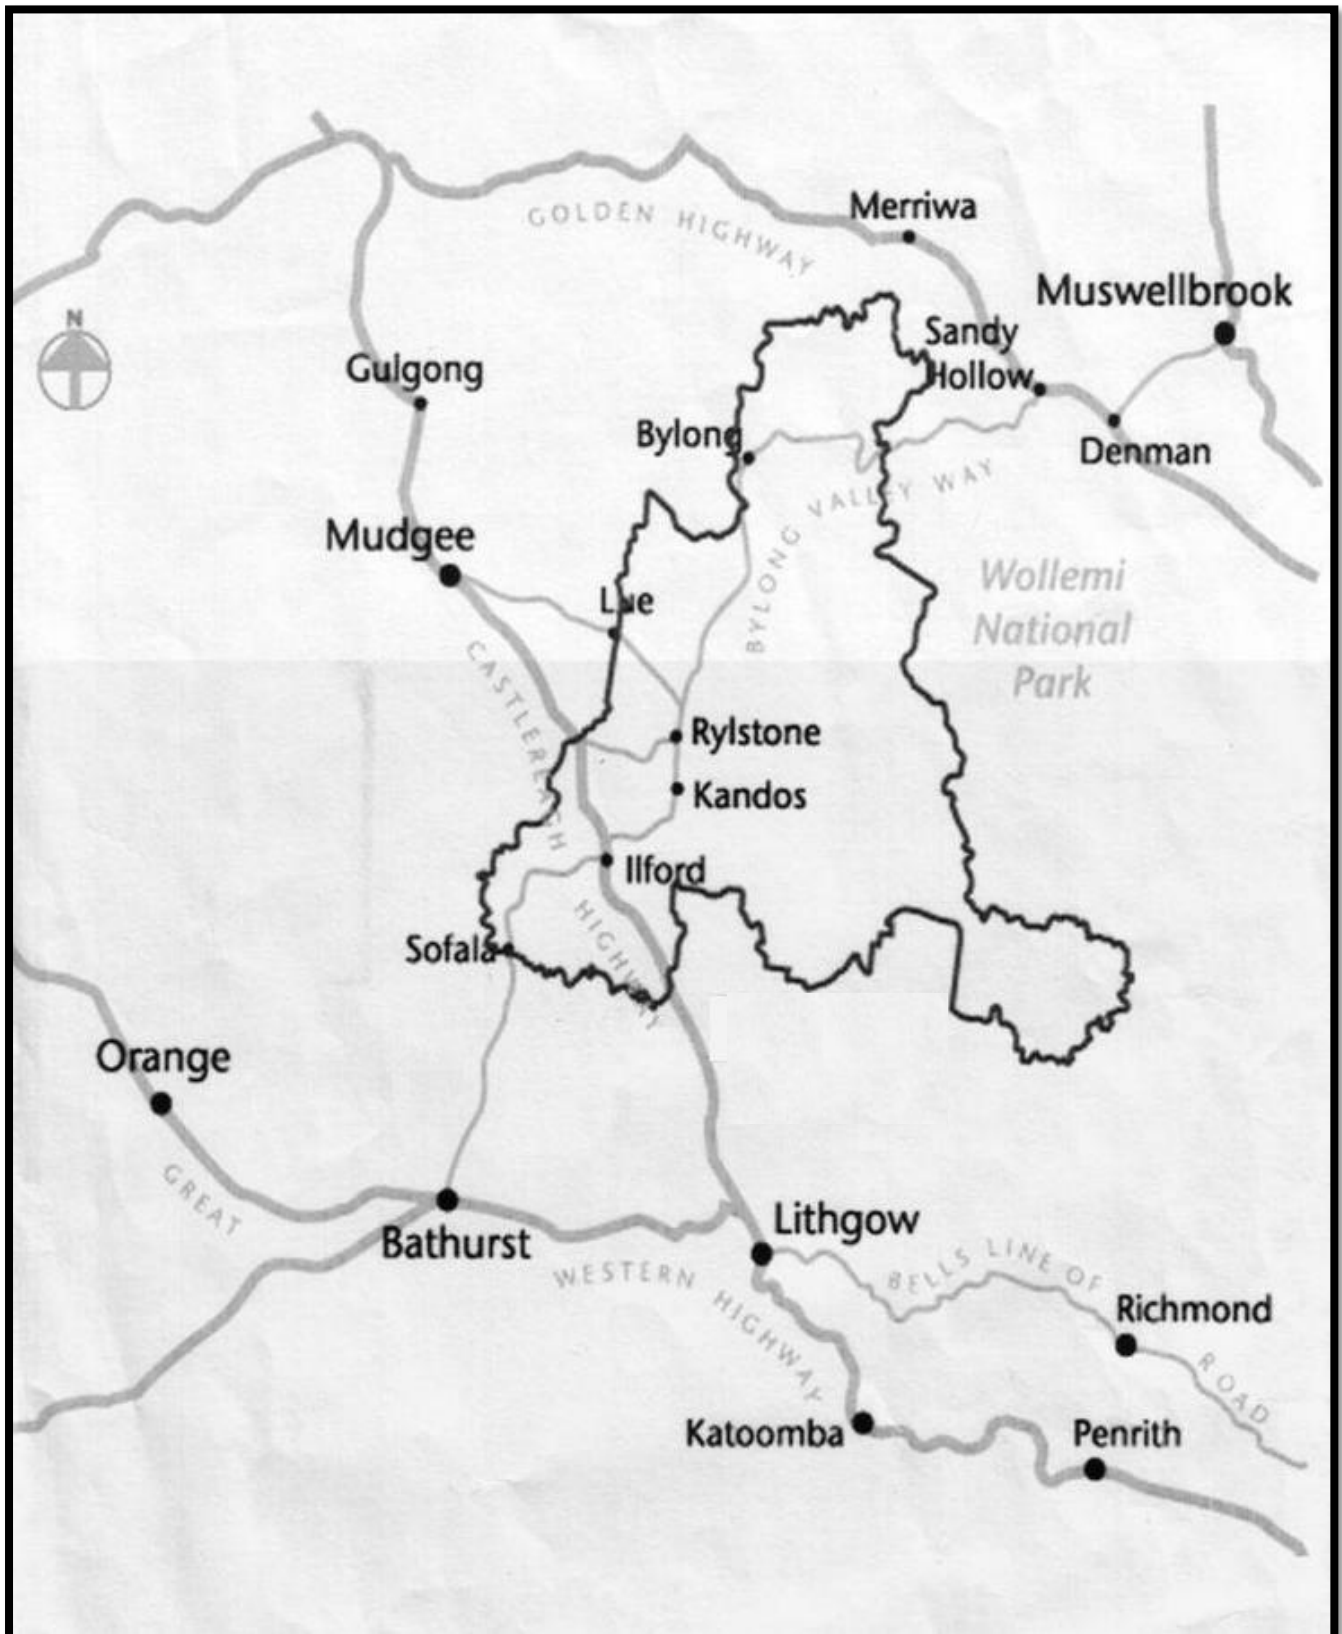 GOLDEN HIGHWAY
Merriwa
Muswellbrook
N
Sandy
Hollow
Gulgong
Bylong
Denman
BYLONG VALLEY WAY
Mudgee
Wollemi
National
Park
Lue
CASTLEREAGH HIGHWAY
Rylstone
Kandos
Ilford
Sofala
Orange
GREAT WESTERN HIGHWAY
Bathurst
Lithgow
BELLS LINE OF ROAD
Richmond
Katoomba
Penrith